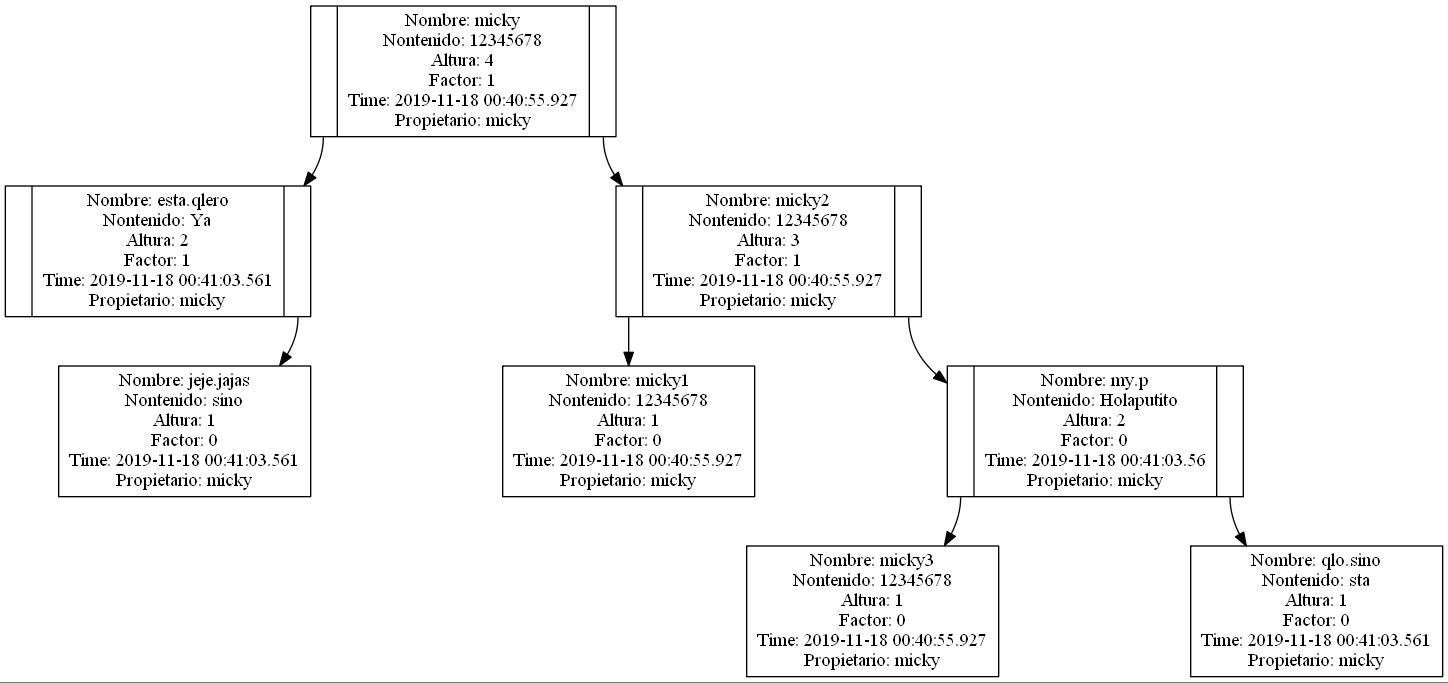 Nombre: micky
Nontenido: 12345678
Altura: 4
Factor: 1
Time: 2019-11-18 00:40:55.927
Propietario: micky
Nombre: esta.qlero
Nontenido: Ya
Altura: 2
Factor: 1
Time: 2019-11-18 00:41:03.561
Propietario: micky
Nombre: micky2
Nontenido: 12345678
Altura: 3
Factor: 1
Time: 2019-11-18 00:40:55.927
Propietario: micky
Nombre: jeje.jajas
Nontenido: sino
Altura: 1
Factor: 0
Time: 2019-11-18 00:41:03.561
Propietario: micky
Nombre: micky1
Nontenido: 12345678
Altura: 1
Factor: 0
Time: 2019-11-18 00:40:55.927
Propietario: micky
Nombre: my.p
Nontenido: Holaputito
Altura: 2
Factor: 0
Time: 2019-11-18 00:41:03.56
Propietario: micky
Nombre: micky3
Nontenido: 12345678
Altura: 1
Factor: 0
Time: 2019-11-18 00:40:55.927
Propietario: micky
Nombre: qlo.sino
Nontenido: sta
Altura: 1
Factor: 0
Time: 2019-11-18 00:41:03.561
Propietario: micky